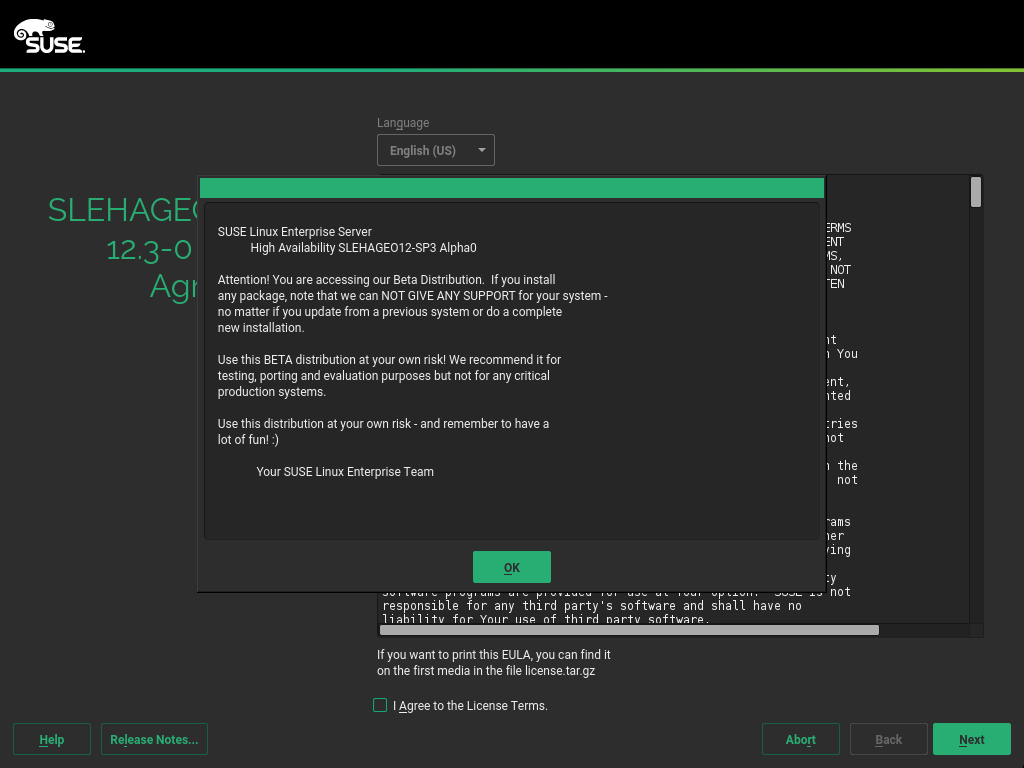 SUSE
Language
English (US)
SLEHAGEO
12.3-0
Agr
SUSE Linux Enterprise Server
High Availability SLEHAGEO12-SP3 Alpha0
Attention! You are accessing our Beta Distribution. If you install
any package, note that we can NOT GIVE ANY SUPPORT for your system -
no matter if you update from a previous system or do a complete
new installation.
Use this BETA distribution at your own risk! We recommend it for
testing, porting and evaluation purposes but not for any critical
production systems.
Use this distribution at your own risk - and remember to have a
lot of fun! :)
Your SUSE Linux Enterprise Team
OK
ERMS
ENT
MS,
NOT
TEN
nt
You
ent,
nted
tries
not
the
not
rams
her
ving
ty
software programs are provided for use at Your option. SUSE is not
responsible for any third party's software and shall have no
liability for Your use of third party software.
If you want to print this EULA, you can find it
on the first media in the file license.tar.gz
I Agree to the License Terms.
Help
Release Notes...
Abort
Back
Next